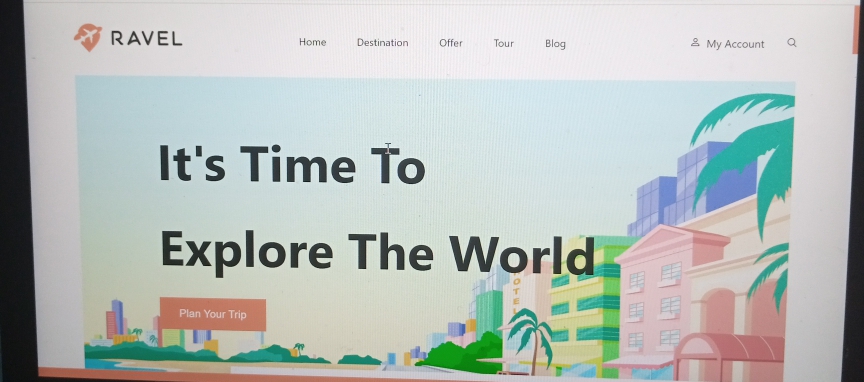 RAVEL
Home Destination Offer Tour Blog My Account
It's Time To
Explore The World
HOTEL
Plan Your Trip